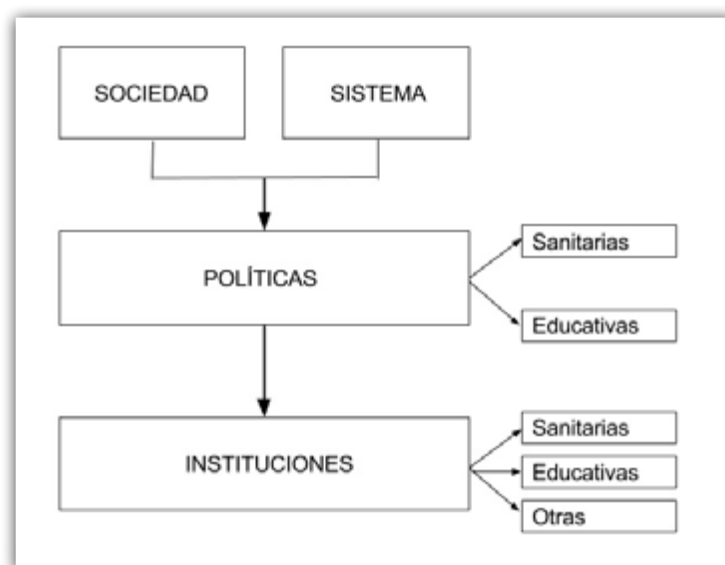 SOCIEDAD
SISTEMA
POLÍTICAS
Sanitarias
Educativas
INSTITUCIONES
Sanitarias
Educativas
Otras